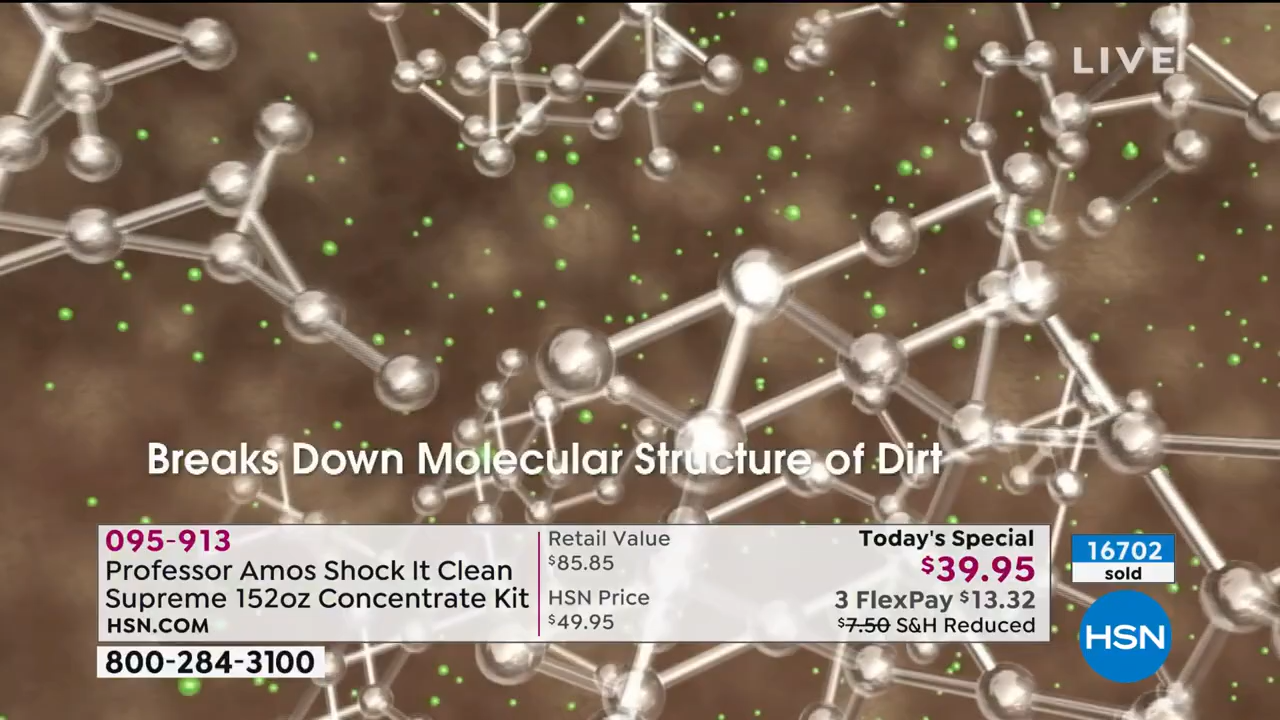 LIVE
Breaks Down Molecular Structure of Dirt
095-913
Professor Amos Shock It Clean
Supreme 152oz Concentrate Kit
HSN.COM
Retail Value
$85.85
HSN Price
$49.95
Today's Special
$39.95
3 FlexPay $13.32
$7.50 S&H Reduced
16702
sold
HSN
800-284-3100